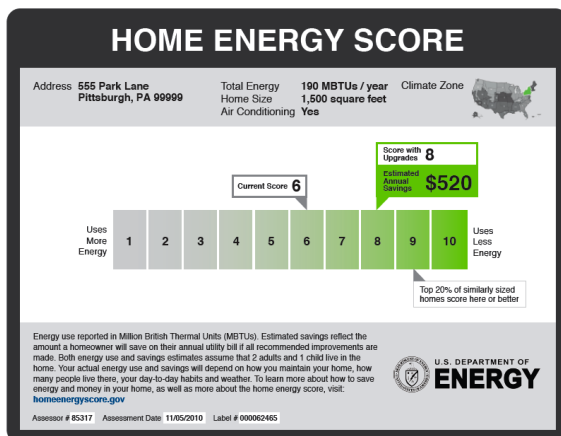 HOME ENERGY SCORE
Address 555 Park Lane
Pittsburgh, PA 99999
Total Energy 190 MBTUs / year
Home Size 1,500 square feet
Air Conditioning Yes
Climate Zone
Score with Upgrades 8
Estimated Annual Savings $520
Current Score 6
Uses More Energy
1 2 3 4 5 6 7 8 9 10
Uses Less Energy
Top 20% of similarly sized
homes score here or better
Energy use reported in Million British Thermal Units (MBTUs). Estimated savings reflect the
amount a homeowner will save on their annual utility bill if all recommended improvements are
made. Both energy use and savings estimates assume that 2 adults and 1 child live in the
home. Your actual energy use and savings will depend on how you maintain your home, how
many people live there, your day-to-day habits and weather. To learn more about how to save
energy and money in your home, as well as more about the home energy score, visit:
homeenergyscore.gov
U.S. DEPARTMENT OF
ENERGY
Assessor # 85317 Assessment Date 11/05/2010 Label # 000062465